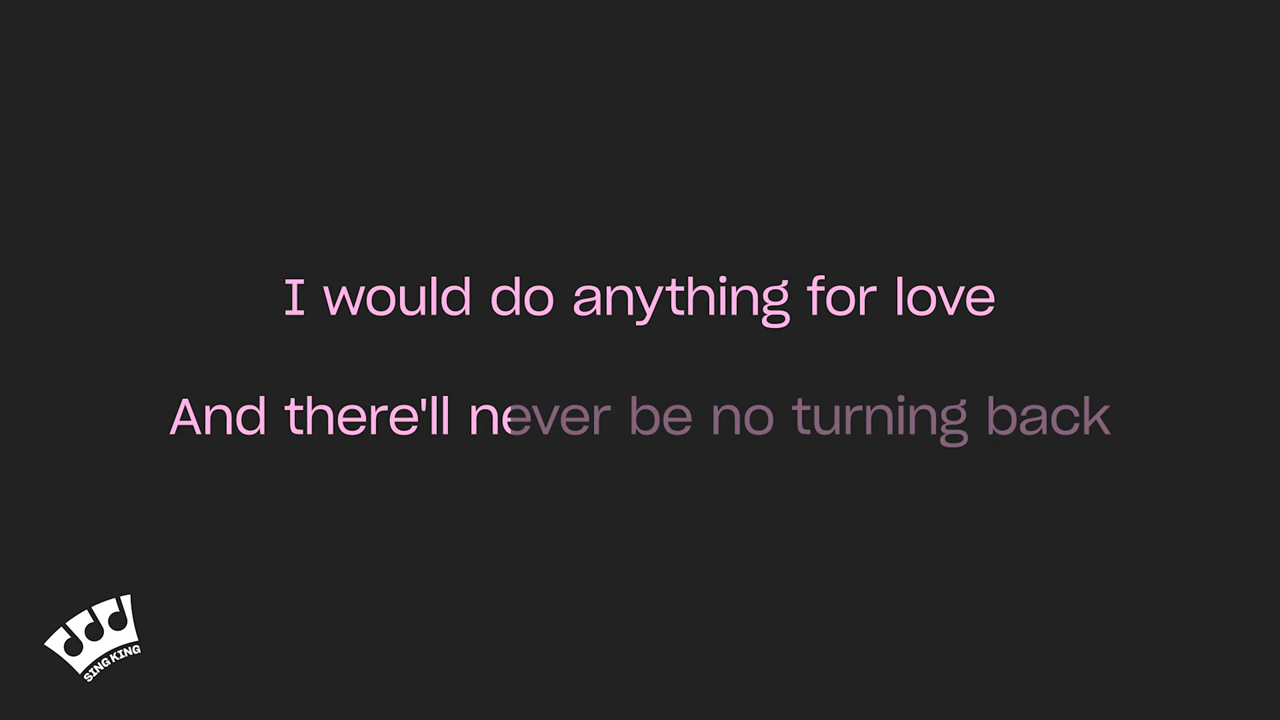 I would do anything for love
And there'll never be no turning back
SING KING